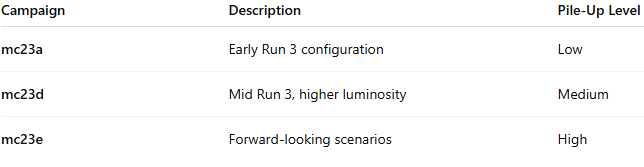 Campaign Description Pile-Up Level
mc23a Early Run 3 configuration Low
mc23d Mid Run 3, higher luminosity Medium
mc23e Forward-looking scenarios High